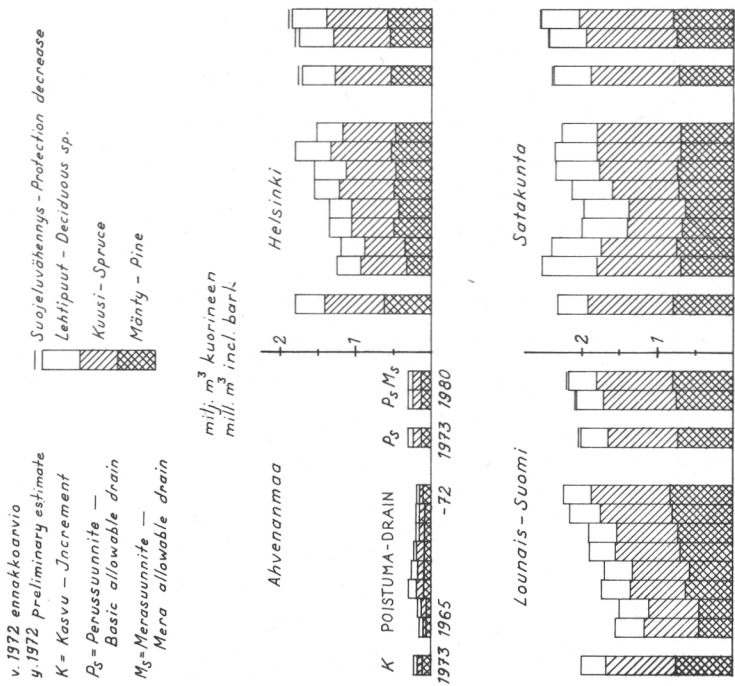 v. 1972 ennakkoarvio
y. 1972 preliminary estimate
K = Kasvu – Increment
Ps = Perussuunnite –
Basic allowable drain
Ms = Merasuunnite –
Mera allowable drain
Suojeluvähennys – Protection decrease
Lehtipuut – Deciduous sp.
Kuusi – Spruce
Mänty – Pine
milj. m³ kuorineen
mill. m³ incl. bark
Ahvenanmaa
Helsinki
2
1
K POISTUMA-DRAIN Ps Ps Ms
1973 1965 -72 1973 1980
Lounais – Suomi
Satakunta
2
1